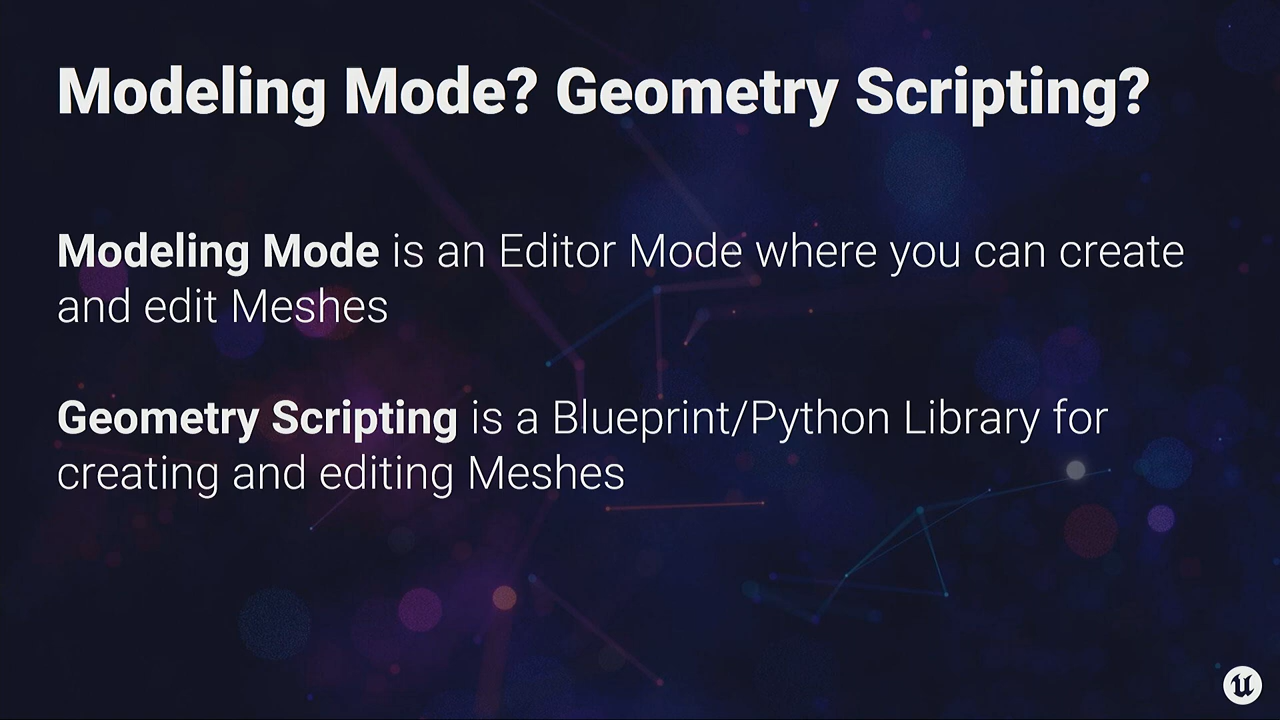 Modeling Mode? Geometry Scripting?
Modeling Mode is an Editor Mode where you can create
and edit Meshes
Geometry Scripting is a Blueprint/Python Library for
creating and editing Meshes